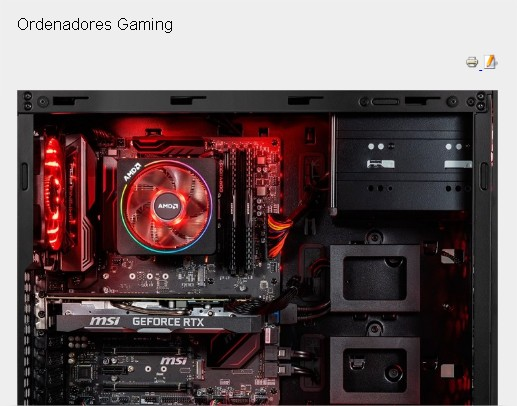 Ordenadores Gaming
AMD
AMD
msi GEFORCE RTX
msi